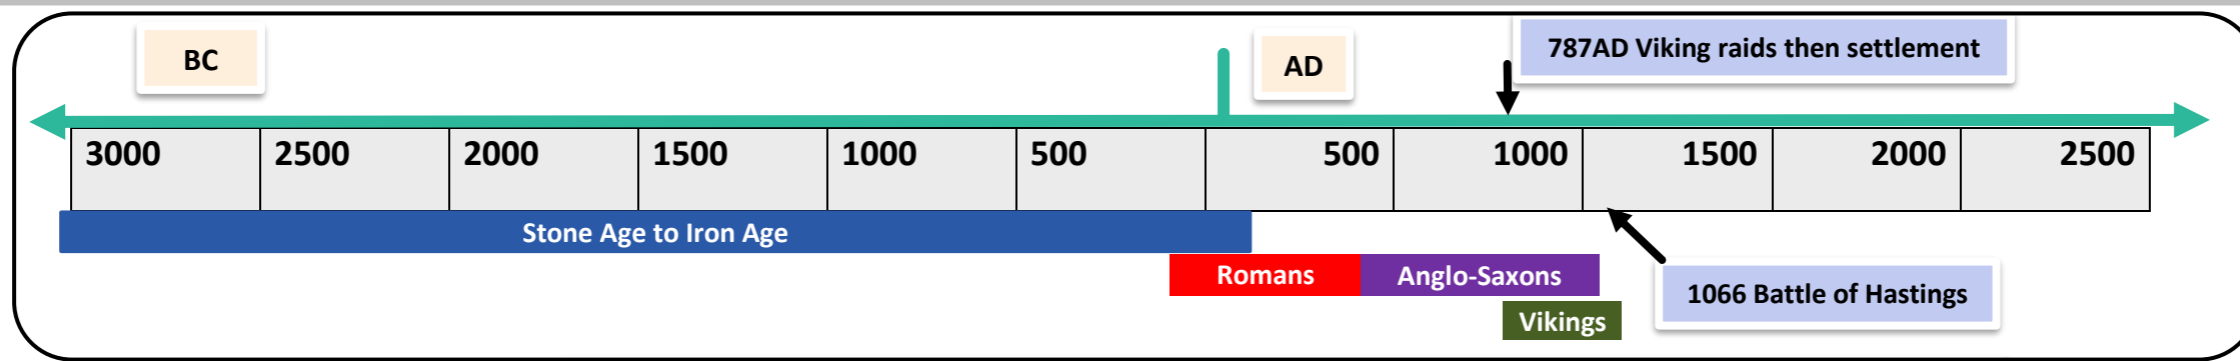 BC
AD
787AD Viking raids then settlement
3000 2500 2000 1500 1000 500 500 1000 1500 2000 2500
Stone Age to Iron Age
Romans
Anglo-Saxons
1066 Battle of Hastings
Vikings